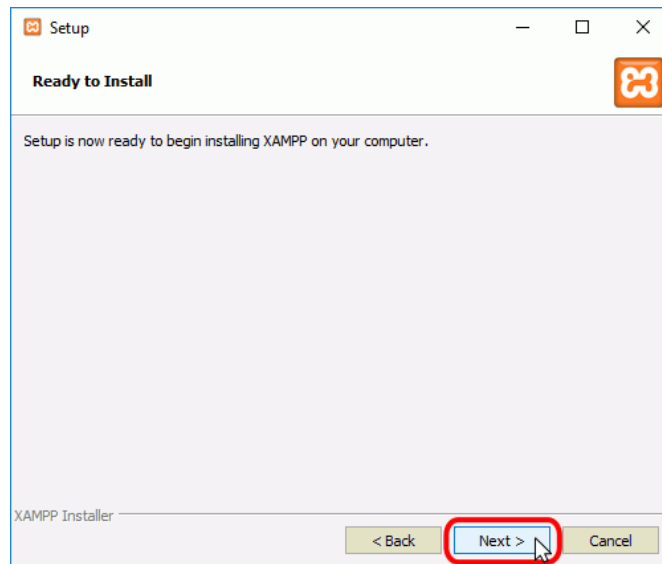 Setup
Ready to Install
Setup is now ready to begin installing XAMPP on your computer.
XAMPP Installer
< Back Next > Cancel